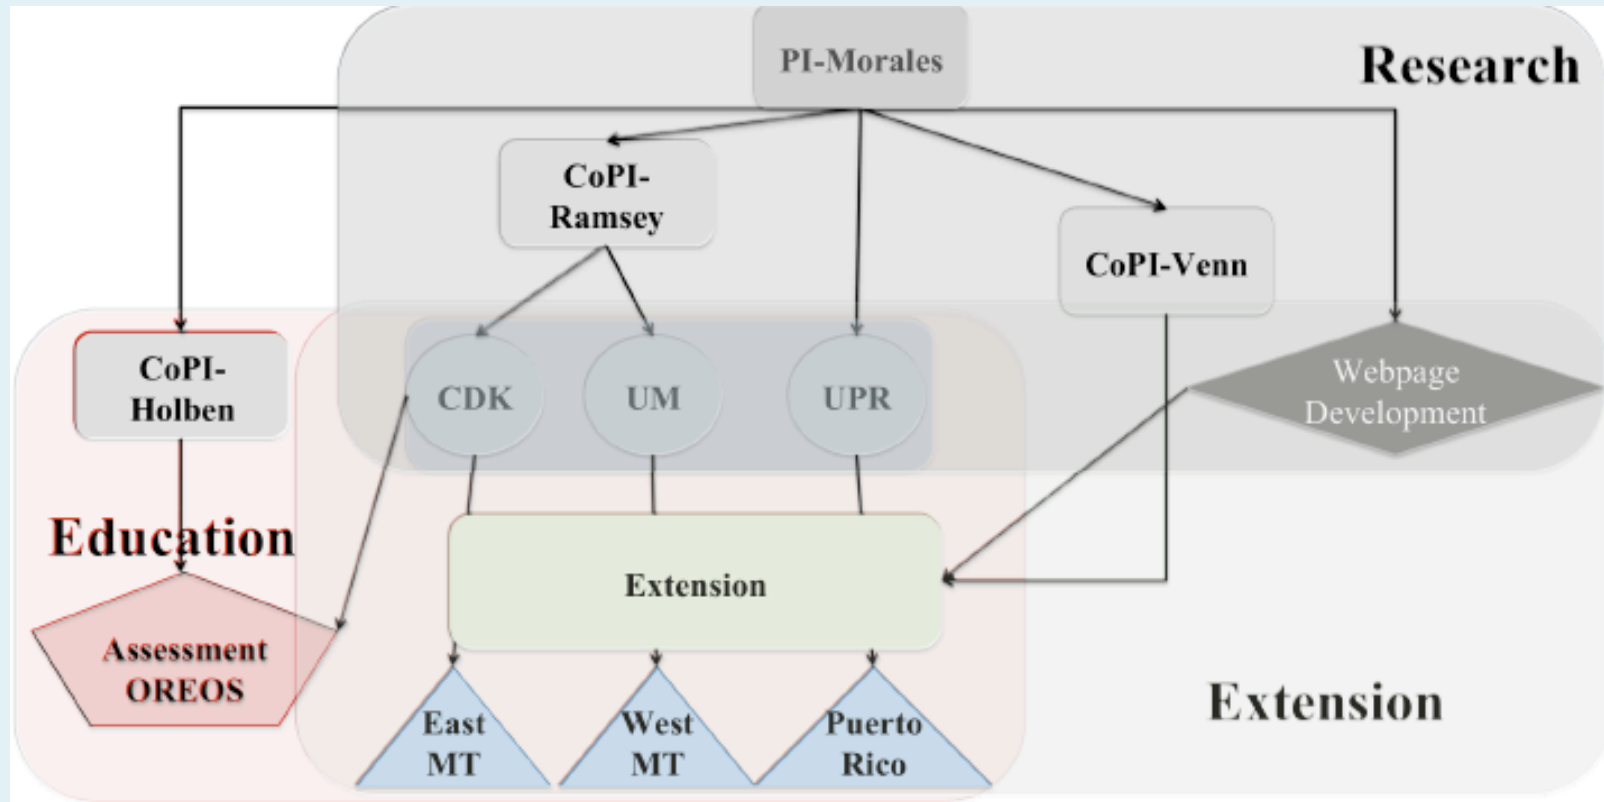 PI-Morales
Research
CoPI-
Ramsey
CoPI-Venn
CoPI-
Holben
CDK
UM
UPR
Webpage
Development
Education
Extension
Assessment
OREOS
Extension
East
MT
West
MT
Puerto
Rico